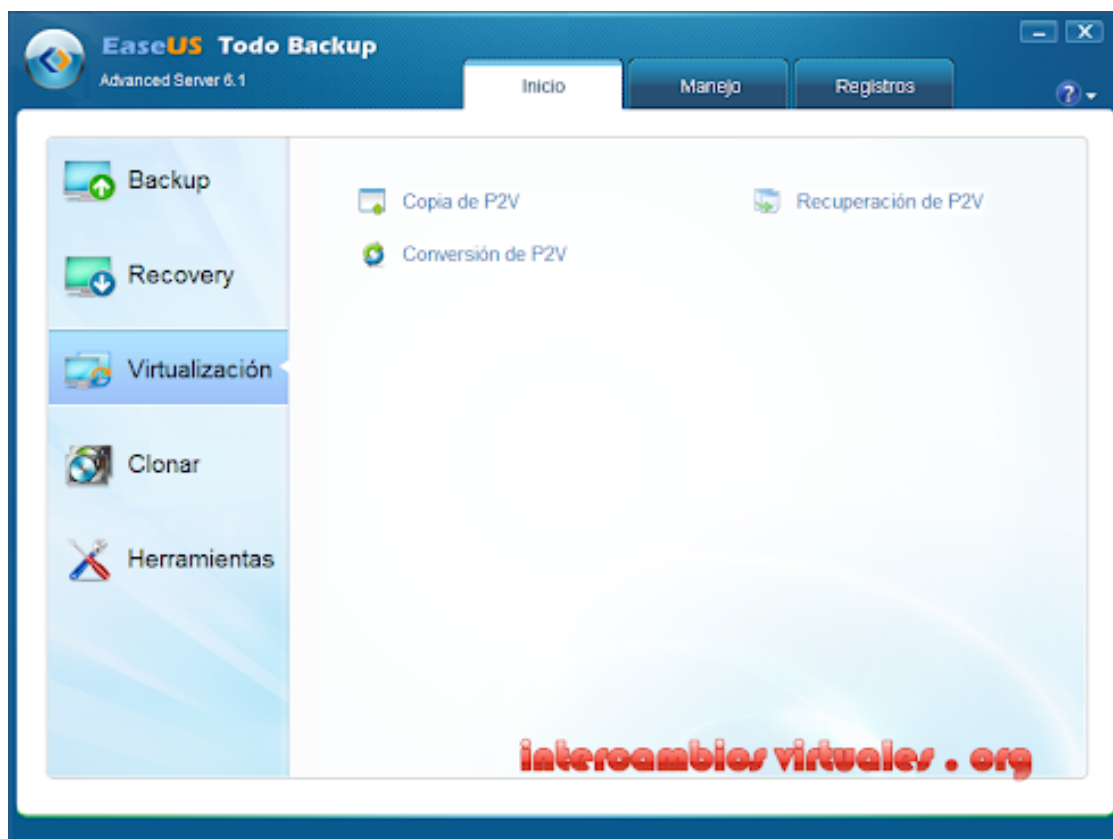 EaseUS Todo Backup
Advanced Server 6.1
Inicio
Manejo
Registros
?
Backup
Recovery
Virtualización
Clonar
Herramientas
Copia de P2V
Recuperación de P2V
Conversión de P2V
intercambios virtuales . org